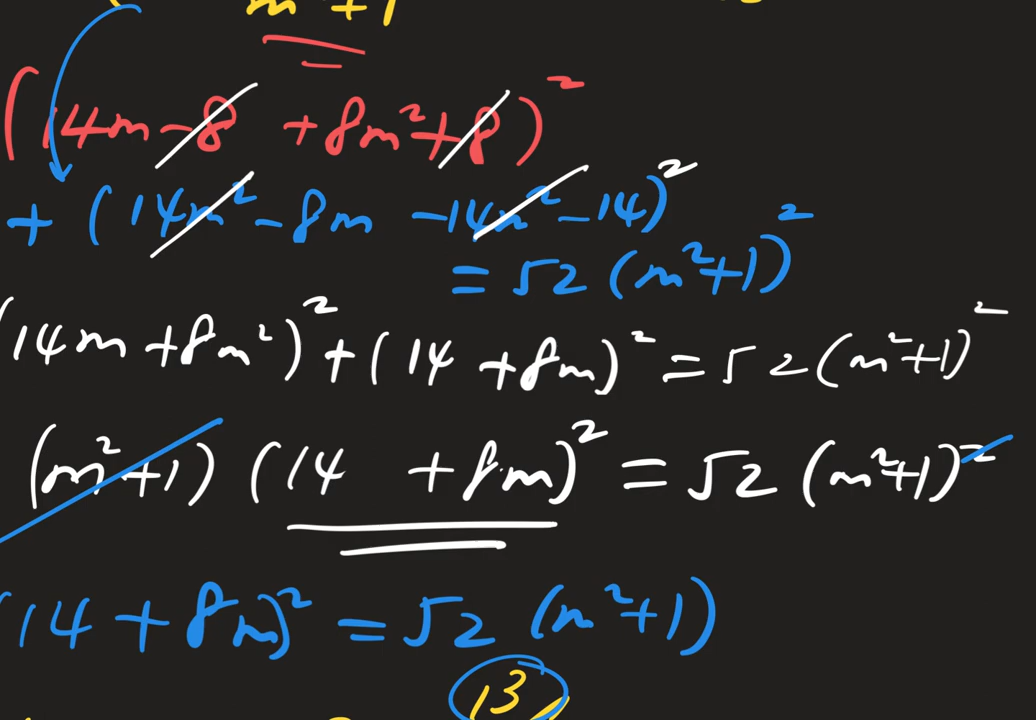 m²+1
(14m-8 +8m²+8)²
+ (14m²-8m -14m²-14)²
= 52 (m²+1)²
(14m+8m²)²+(14+8m)²=52(m²+1)²
(m²+1) (14 +8m)² = 52 (m²+1)²
(14+8m)² = 52 (m²+1)
13